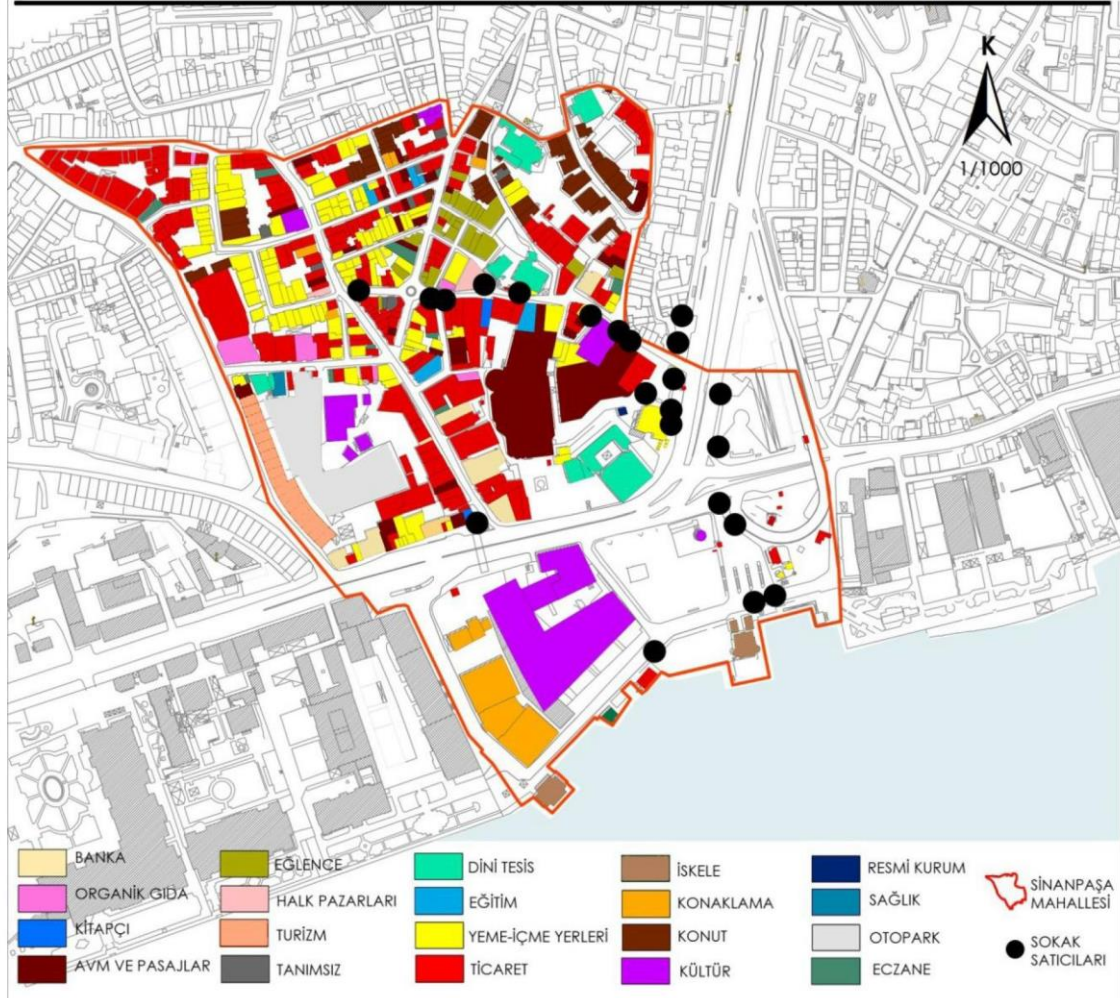 K
1/1000
BANKA
ORGANİK GIDA
KİTAPÇI
AVM VE PASAJLAR
EĞLENCE
HALK PAZARLARI
TURİZM
TANIMSIZ
DİNİ TESİS
EĞİTİM
YEME-İÇME YERLERİ
TİCARET
İSKELE
KONAKLAMA
KONUT
KÜLTÜR
RESMİ KURUM
SAĞLIK
OTOPARK
ECZANE
SİNANPAŞA
MAHALLESİ
SOKAK
SATICILARI